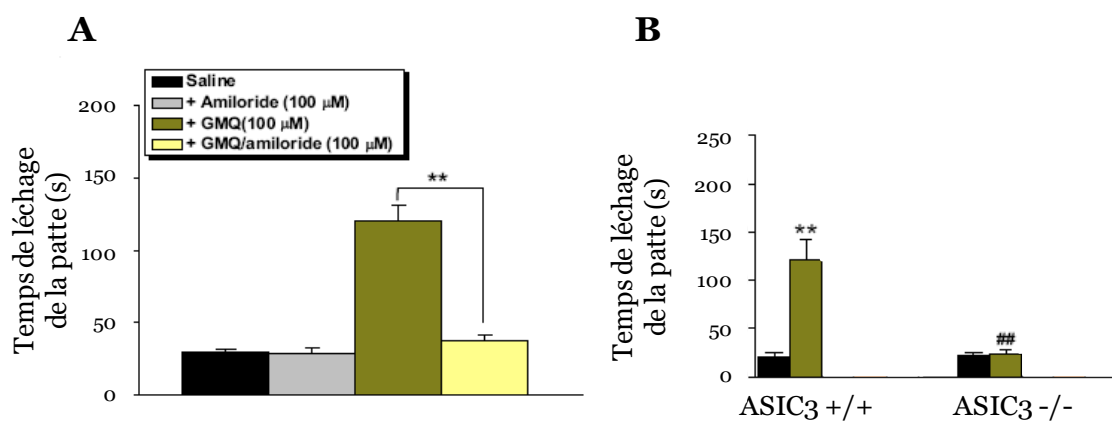 A
Saline
+ Amiloride (100 µM)
+ GMQ(100 µM)
+ GMQ/amiloride (100 µM)
200
150
100
50
0
Temps de léchage
de la patte (s)
**
B
250
200
150
100
50
0
Temps de léchage
de la patte (s)
**
##
ASIC3 +/+
ASIC3 -/-